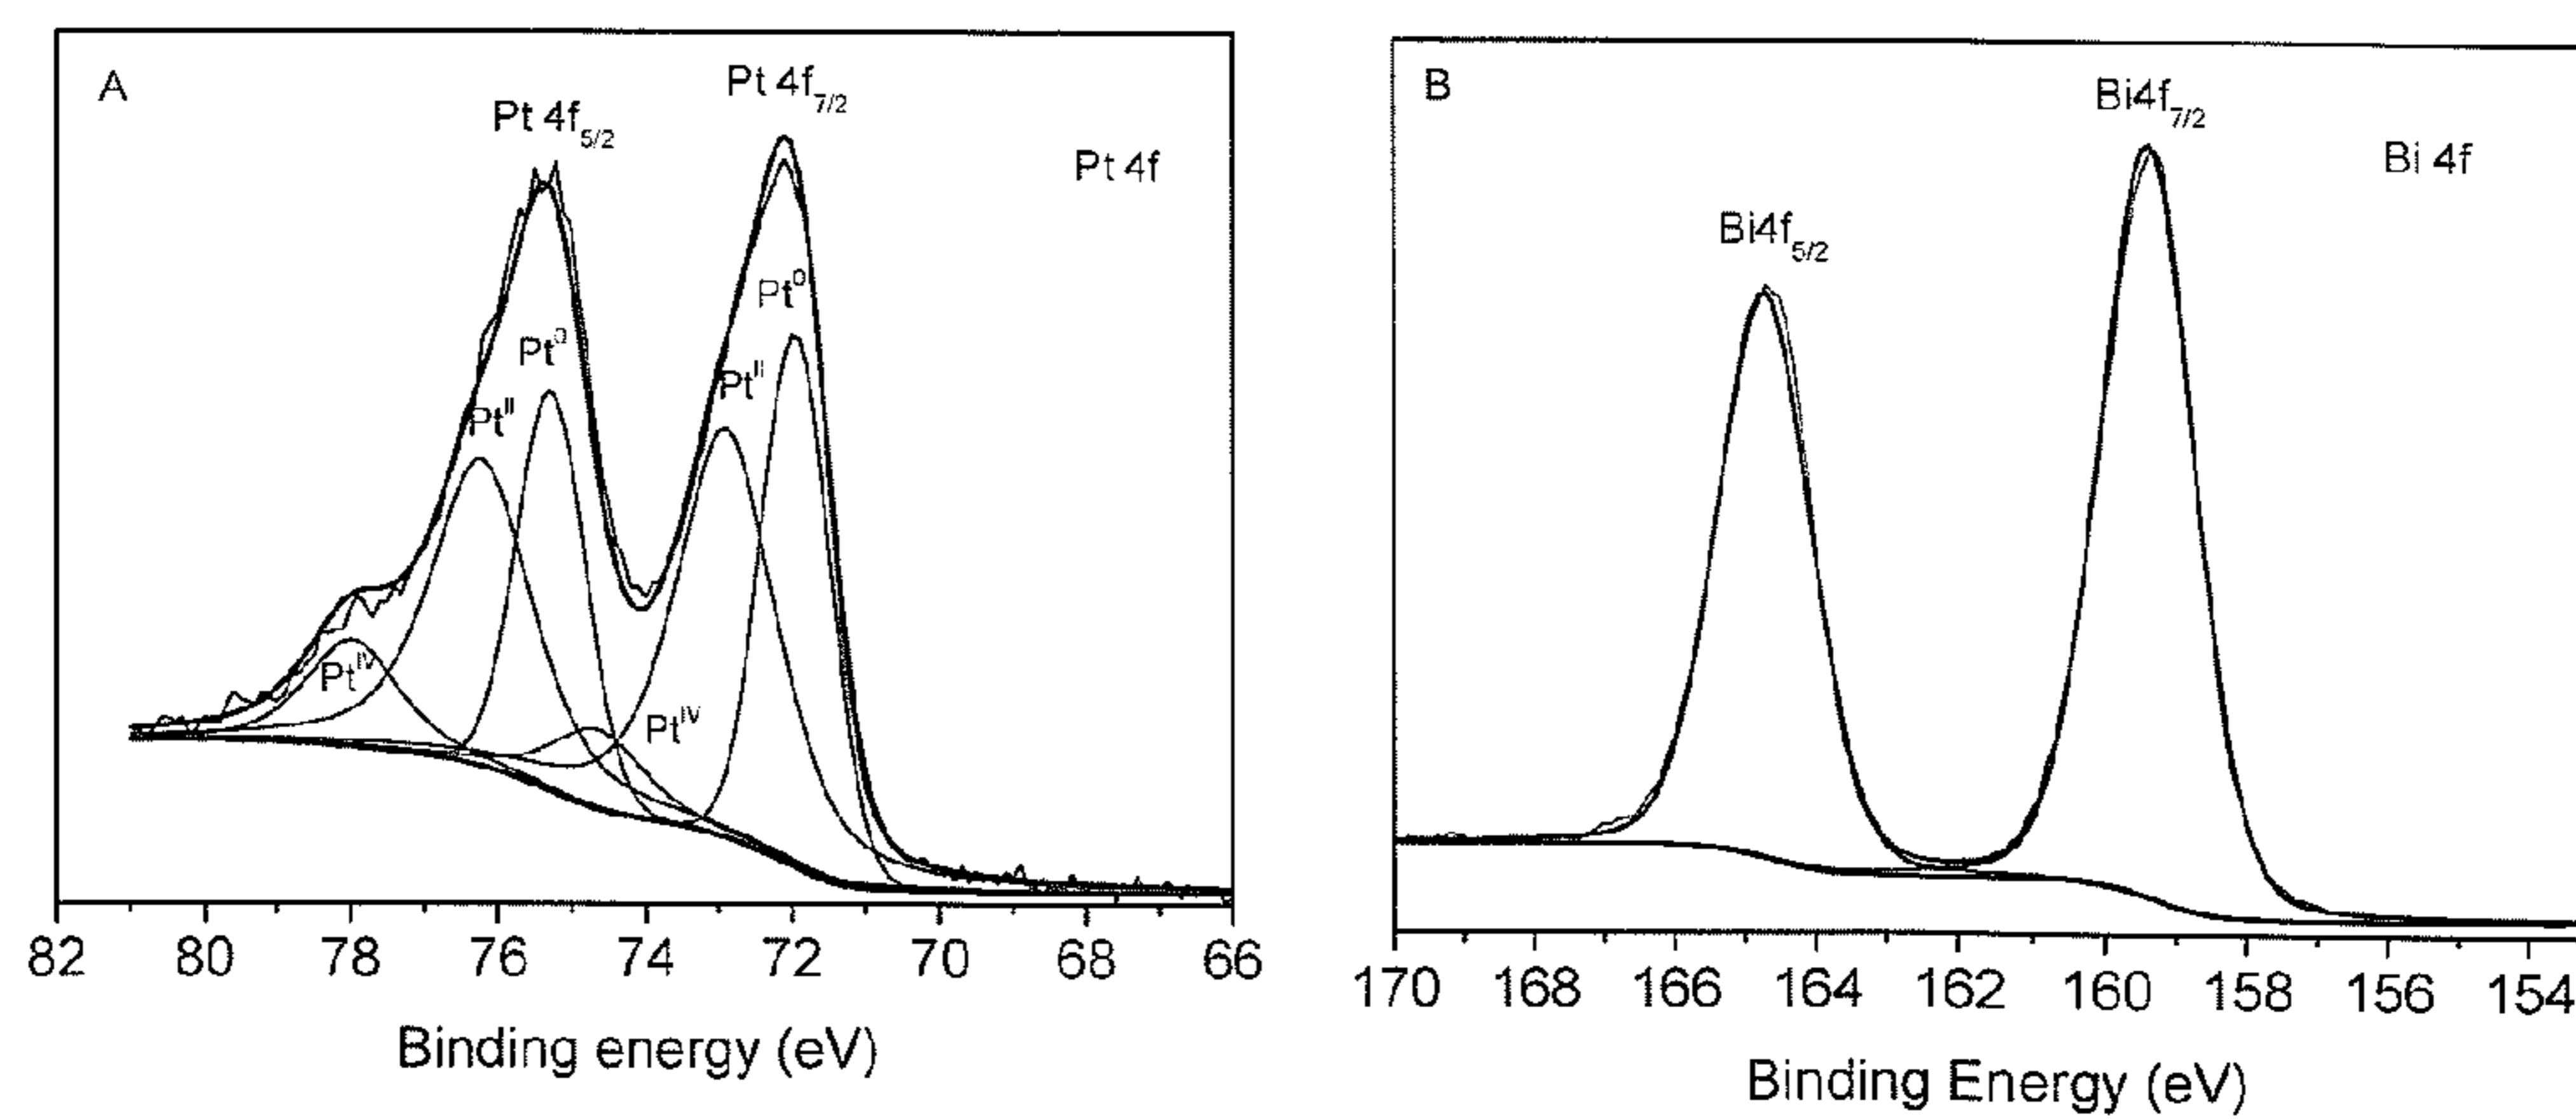 A
Pt 4f7/2
Pt 4f5/2
Pt 4f
Pt0
Pt0
PtII
PtII
PtIV
PtIV
82 80 78 76 74 72 70 68 66
Binding energy (eV)
B
Bi4f7/2
Bi 4f
Bi4f5/2
170 168 166 164 162 160 158 156 154
Binding Energy (eV)